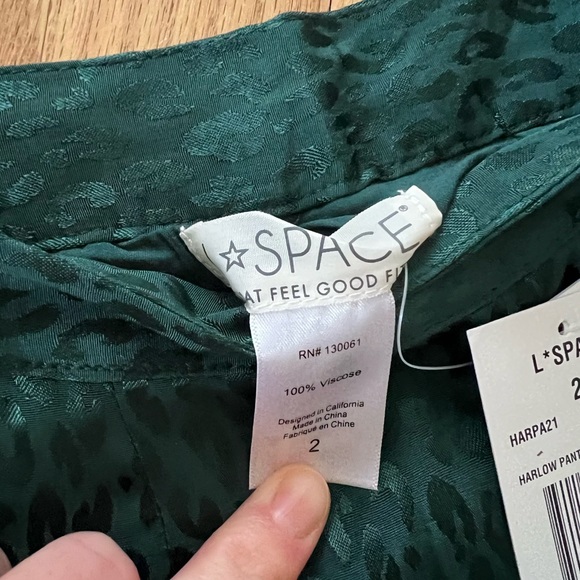 L☆SPACE®
AT FEEL GOOD FI
RN# 130061
100% Viscose
Designed in California
Made in China
Fabriqué en Chine
2
L*SPA
2
HARPA21
HARLOW PANT